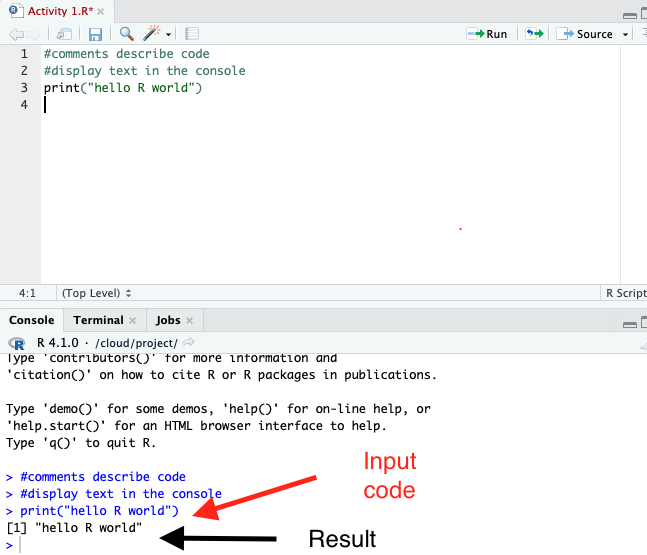 Activity 1.R* ×
Run Source
1 #comments describe code
2 #display text in the console
3 print("hello R world")
4
4:1 (Top Level) R Script
Console Terminal × Jobs ×
R R 4.1.0 · /cloud/project/
Type 'contributors()' for more information and
'citation()' on how to cite R or R packages in publications.
Type 'demo()' for some demos, 'help()' for on-line help, or
'help.start()' for an HTML browser interface to help.
Type 'q()' to quit R.
> #comments describe code
> #display text in the console
> print("hello R world")
[1] "hello R world"
>
Input
code
Result